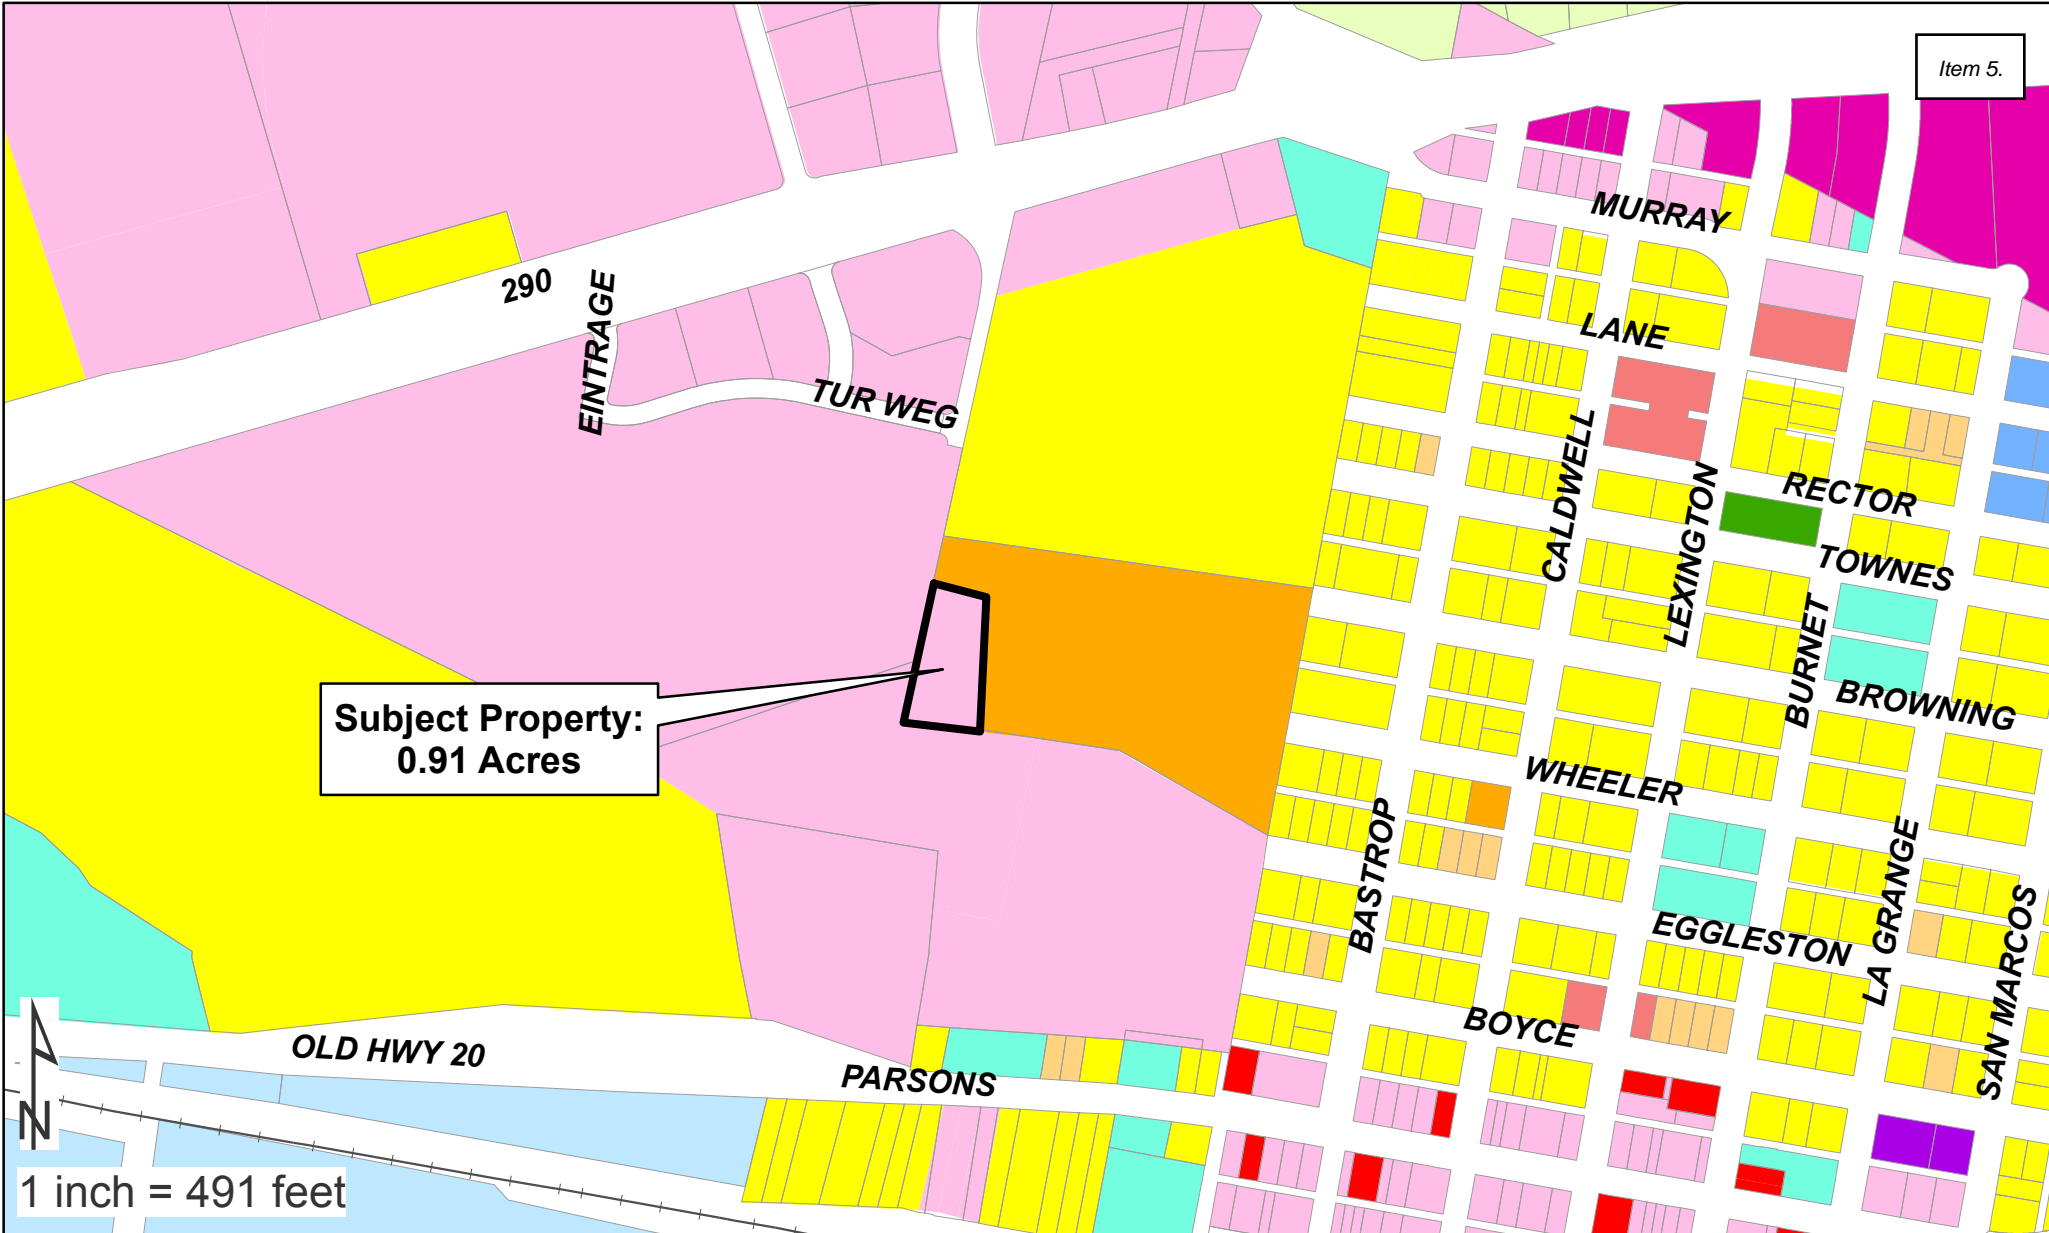 Item 5.
MURRAY
290
EINTRAGE
LANE
TUR WEG
CALDWELL
LEXINGTON
RECTOR
TOWNES
BURNET
BROWNING
Subject Property:
0.91 Acres
WHEELER
BASTROP
LA GRANGE
EGGLESTON
SAN MARCOS
BOYCE
OLD HWY 20
PARSONS
N
1 inch = 491 feet